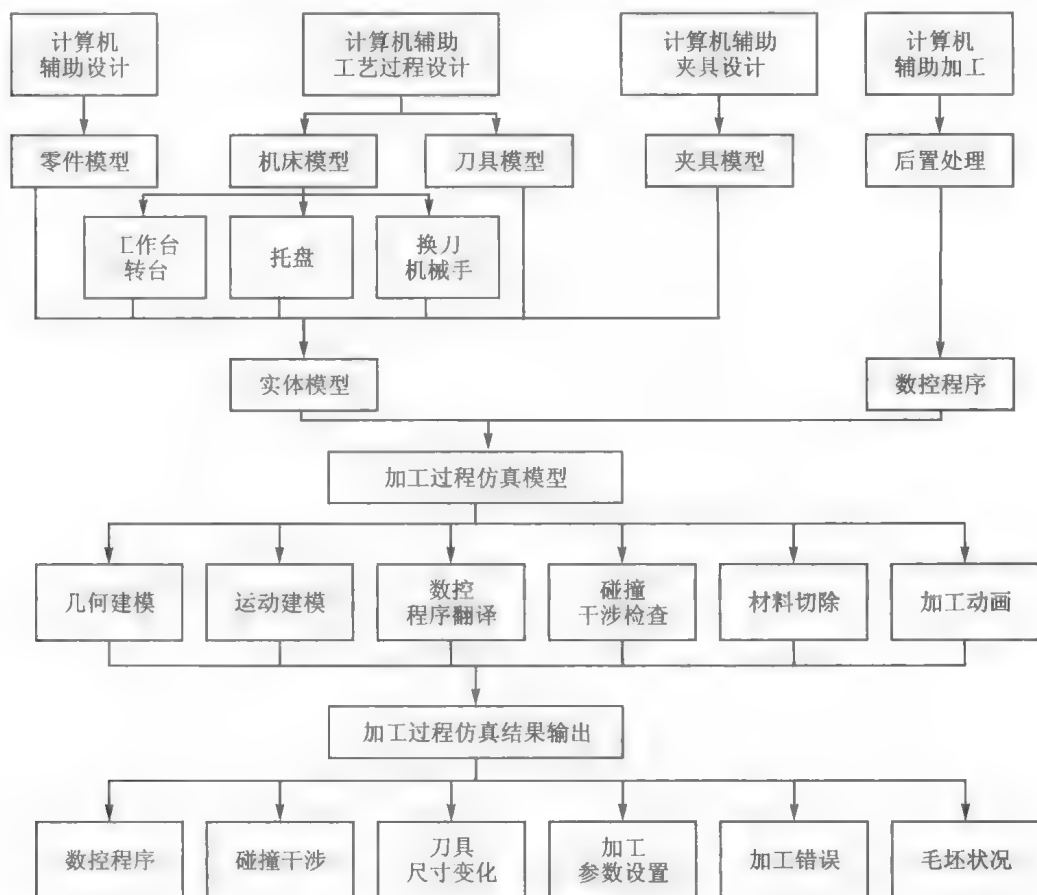 计算机
辅助设计
计算机辅助
工艺过程设计
计算机辅助
夹具设计
计算机
辅助加工
零件模型
机床模型
刀具模型
夹具模型
后置处理
工作台
转台
托盘
换刀
机械手
实体模型
数控程序
加工过程仿真模型
几何建模
运动建模
数控
程序翻译
碰撞
干涉检查
材料切除
加工动画
加工过程仿真结果输出
数控程序
碰撞干涉
刀具
尺寸变化
加工
参数设置
加工错误
毛坯状况